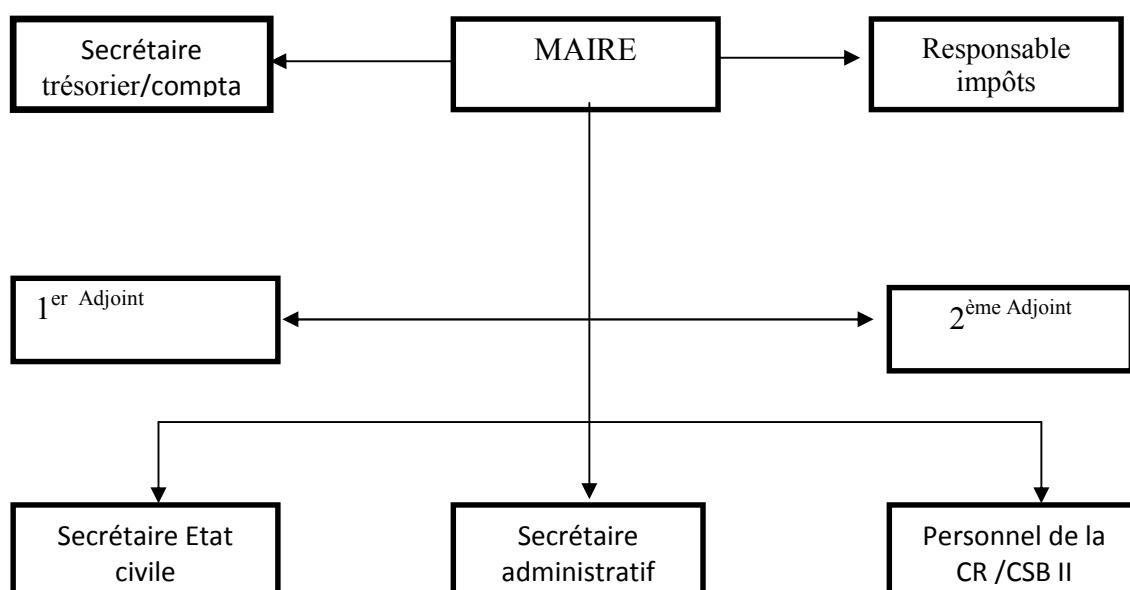 Secrétaire
trésorier/compta
MAIRE
Responsable
impôts
1er Adjoint
2ème Adjoint
Secrétaire Etat
civile
Secrétaire
administratif
Personnel de la
CR /CSB II